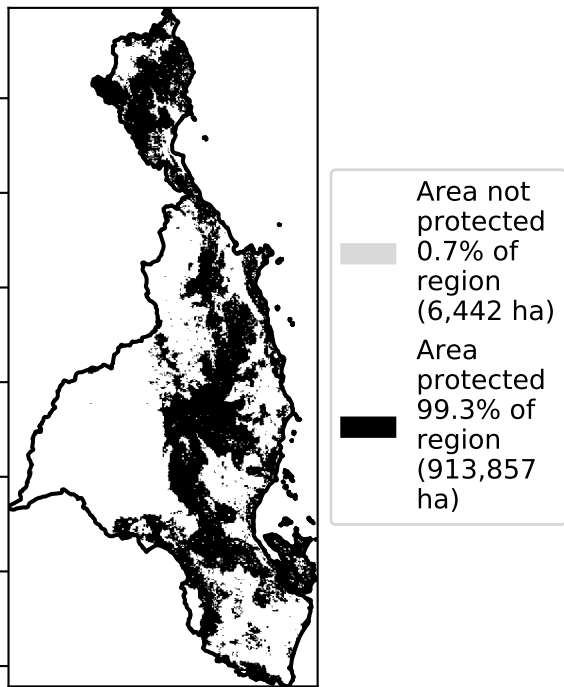 Area not
protected
0.7% of
region
(6,442 ha)
Area
protected
99.3% of
region
(913,857
ha)